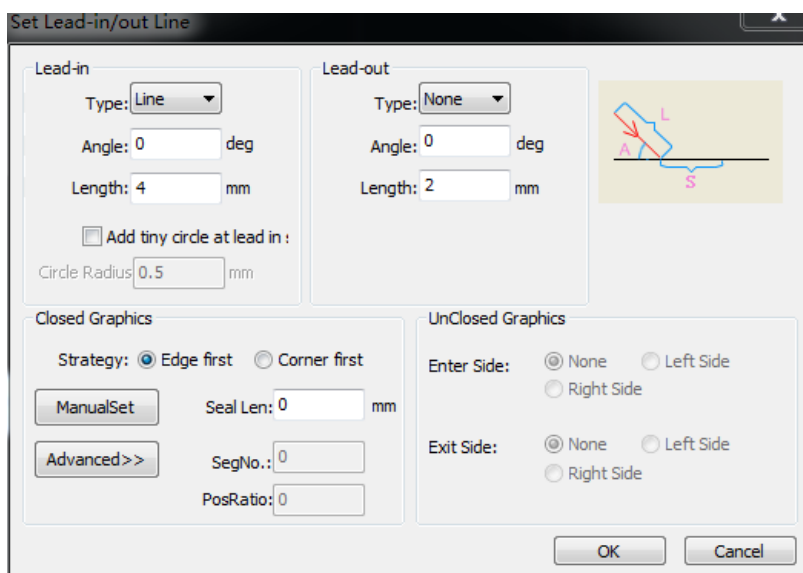 Set Lead-in/out Line
X
Lead-in
Type: Line
Angle: 0 deg
Length: 4 mm
Add tiny circle at lead in :
Circle Radius 0.5 mm
Lead-out
Type: None
Angle: 0 deg
Length: 2 mm
L
A
S
Closed Graphics
Strategy: Edge first Corner first
ManualSet Seal Len: 0 mm
Advanced>> SegNo.: 0
PosRatio: 0
UnClosed Graphics
Enter Side: None Left Side
Right Side
Exit Side: None Left Side
Right Side
OK Cancel